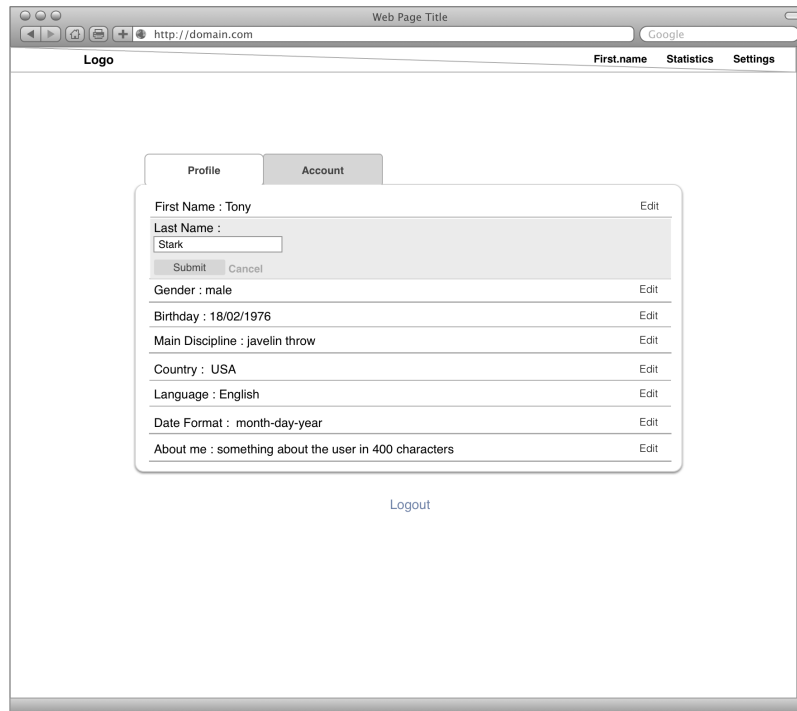 Web Page Title
http://domain.com
Google
Logo First.name Statistics Settings
Profile Account
First Name : Tony Edit
Last Name :
Stark
Submit Cancel
Gender : male Edit
Birthday : 18/02/1976 Edit
Main Discipline : javelin throw Edit
Country :  USA Edit
Language : English Edit
Date Format :  month-day-year Edit
About me : something about the user in 400 characters Edit
Logout